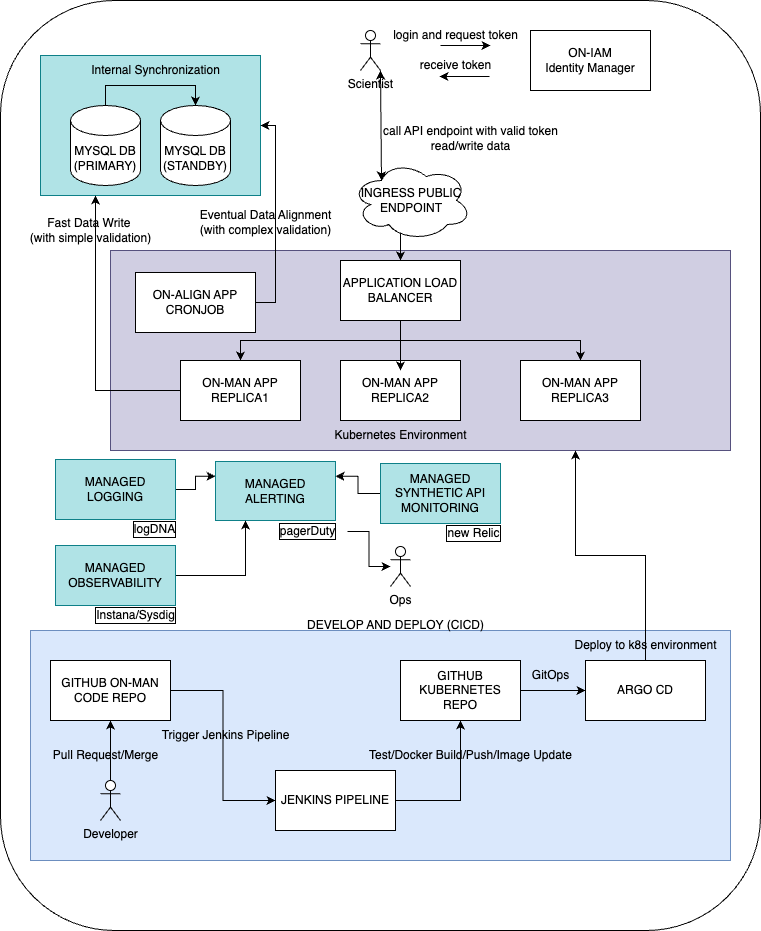 login and request token
receive token
ON-IAM
Identity Manager
Scientist
Internal Synchronization
MYSQL DB
(PRIMARY)
MYSQL DB
(STANDBY)
call API endpoint with valid token
read/write data
INGRESS PUBLIC
ENDPOINT
Fast Data Write
(with simple validation)
Eventual Data Alignment
(with complex validation)
ON-ALIGN APP
CRONJOB
APPLICATION LOAD
BALANCER
ON-MAN APP
REPLICA1
ON-MAN APP
REPLICA2
ON-MAN APP
REPLICA3
Kubernetes Environment
MANAGED
LOGGING
logDNA
MANAGED
ALERTING
pagerDuty
MANAGED
SYNTHETIC API
MONITORING
new Relic
MANAGED
OBSERVABILITY
Instana/Sysdig
Ops
DEVELOP AND DEPLOY (CICD)
Deploy to k8s environment
GITHUB ON-MAN
CODE REPO
GITHUB
KUBERNETES
REPO
GitOps
ARGO CD
Trigger Jenkins Pipeline
Pull Request/Merge
Test/Docker Build/Push/Image Update
JENKINS PIPELINE
Developer